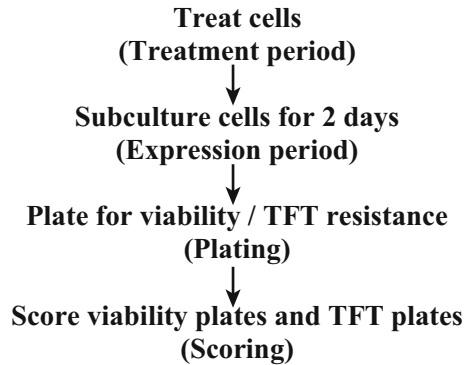 Treat cells
(Treatment period)
Subculture cells for 2 days
(Expression period)
Plate for viability / TFT resistance
(Plating)
Score viability plates and TFT plates
(Scoring)